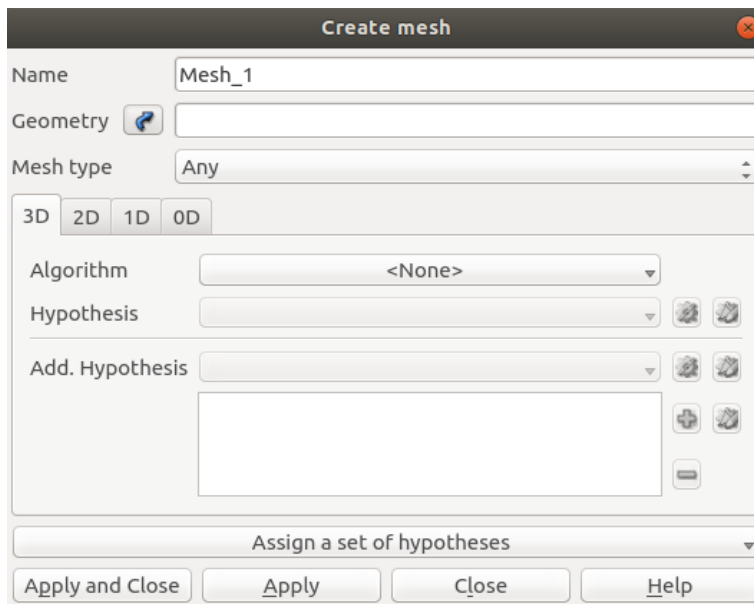 Create mesh
Name Mesh_1
Geometry
Mesh type Any
3D 2D 1D 0D
Algorithm <None>
Hypothesis
Add. Hypothesis
Assign a set of hypotheses
Apply and Close Apply Close Help